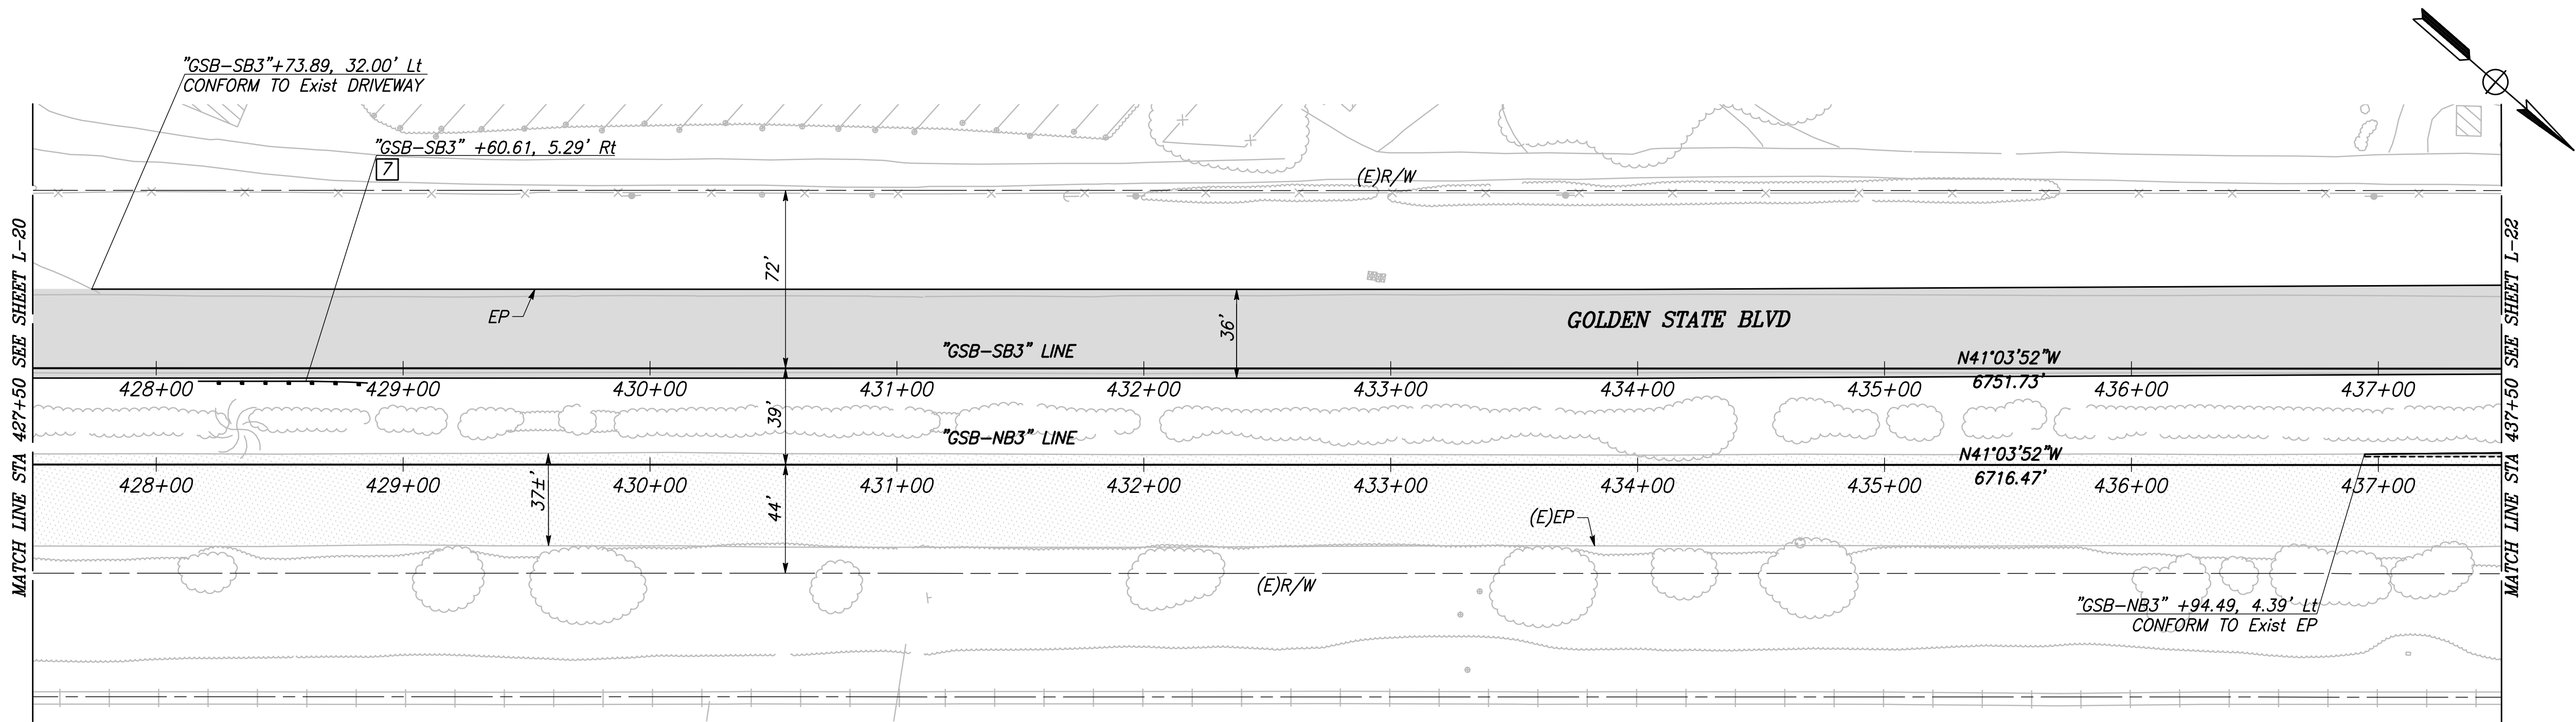 "GSB-SB3"+73.89, 32.00' Lt
CONFORM TO Exist DRIVEWAY
"GSB-SB3" +60.61, 5.29' Rt
7
(E)R/W
MATCH LINE STA 427+50 SEE SHEET L-20
72'
EP
36'
GOLDEN STATE BLVD
"GSB-SB3" LINE
N41°03'52"W
6751.73'
428+00
429+00
430+00
431+00
432+00
433+00
434+00
435+00
436+00
437+00
39'
"GSB-NB3" LINE
N41°03'52"W
6716.47'
428+00
429+00
430+00
431+00
432+00
433+00
434+00
435+00
436+00
437+00
37±'
44'
(E)EP
(E)R/W
"GSB-NB3" +94.49, 4.39' Lt
CONFORM TO Exist EP
MATCH LINE STA 437+50 SEE SHEET L-22